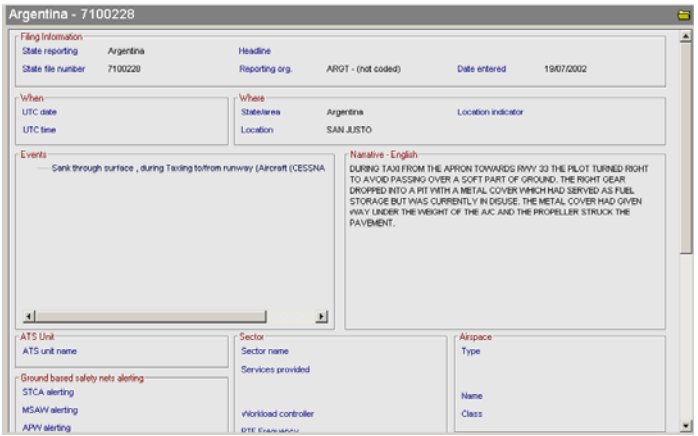 Argentina - 7100228
Filing Information
State reporting Argentina Headline
State file number 7100228 Reporting org. ARGT - (not coded) Date entered 19/07/2002
When
UTC date
UTC time
Where
State/area Argentina Location indicator
Location SAN JUSTO
Events
Sank through surface , during Taxiing to/from runway (Aircraft (CESSNA
Narrative - English
DURING TAXI FROM THE APRON TOWARDS RWY 33 THE PILOT TURNED RIGHT
TO AVOID PASSING OVER A SOFT PART OF GROUND. THE RIGHT GEAR
DROPPED INTO A PIT WITH A METAL COVER WHICH HAD SERVED AS FUEL
STORAGE BUT WAS CURRENTLY IN DISUSE. THE METAL COVER HAD GIVEN
WAY UNDER THE WEIGHT OF THE A/C AND THE PROPELLER STRUCK THE
PAVEMENT.
ATS Unit
ATS unit name
Ground based safety nets alerting
STCA alerting
MSAW alerting
APW alerting
Sector
Sector name
Services provided
Workload controller
RTF Frequency
Airspace
Type
Name
Class